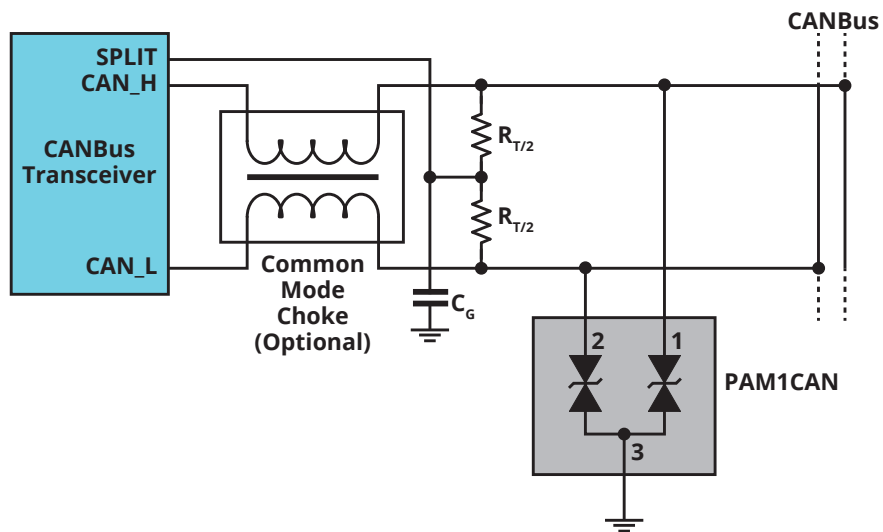 CANBus
SPLIT
CAN_H
CANBus
Transceiver
CAN_L
R_T/2
R_T/2
Common
Mode
Choke
(Optional)
C_G
2
1
PAM1CAN
3